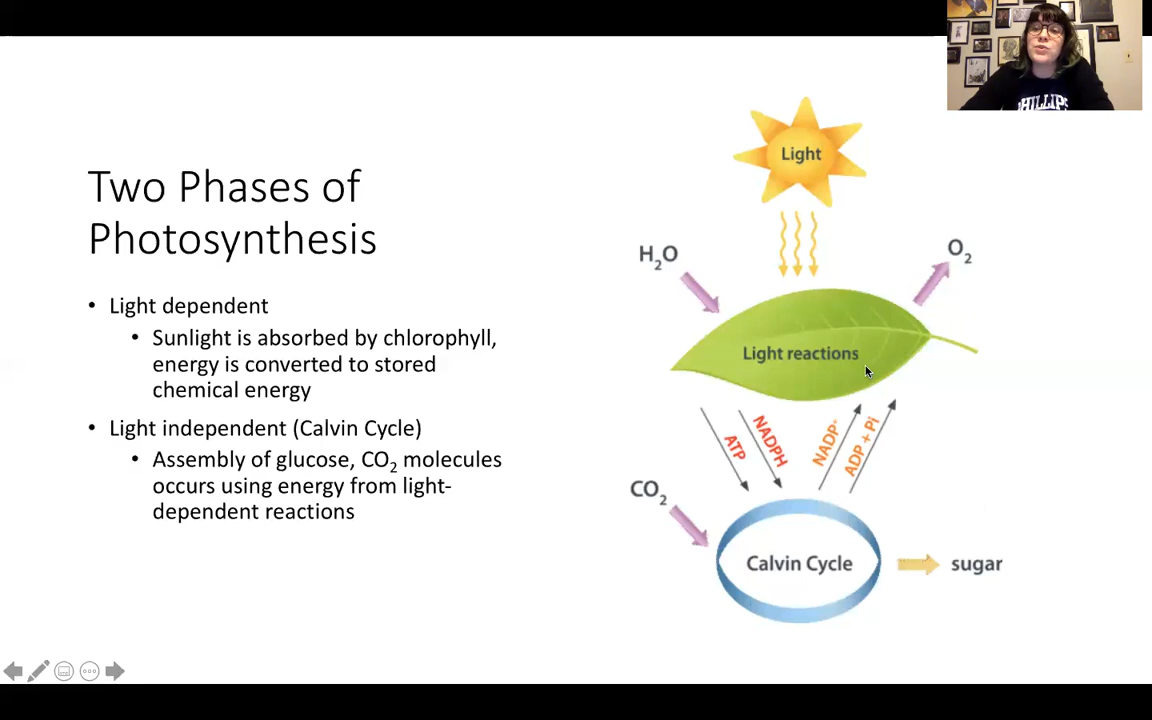 Two Phases of
Photosynthesis
• Light dependent
• Sunlight is absorbed by chlorophyll,
energy is converted to stored
chemical energy
• Light independent (Calvin Cycle)
• Assembly of glucose, CO₂ molecules
occurs using energy from light-
dependent reactions
Light
H₂O
O₂
Light reactions
ATP
NADPH
NADP⁺
ADP + Pi
CO₂
Calvin Cycle
sugar
PHILLIPS